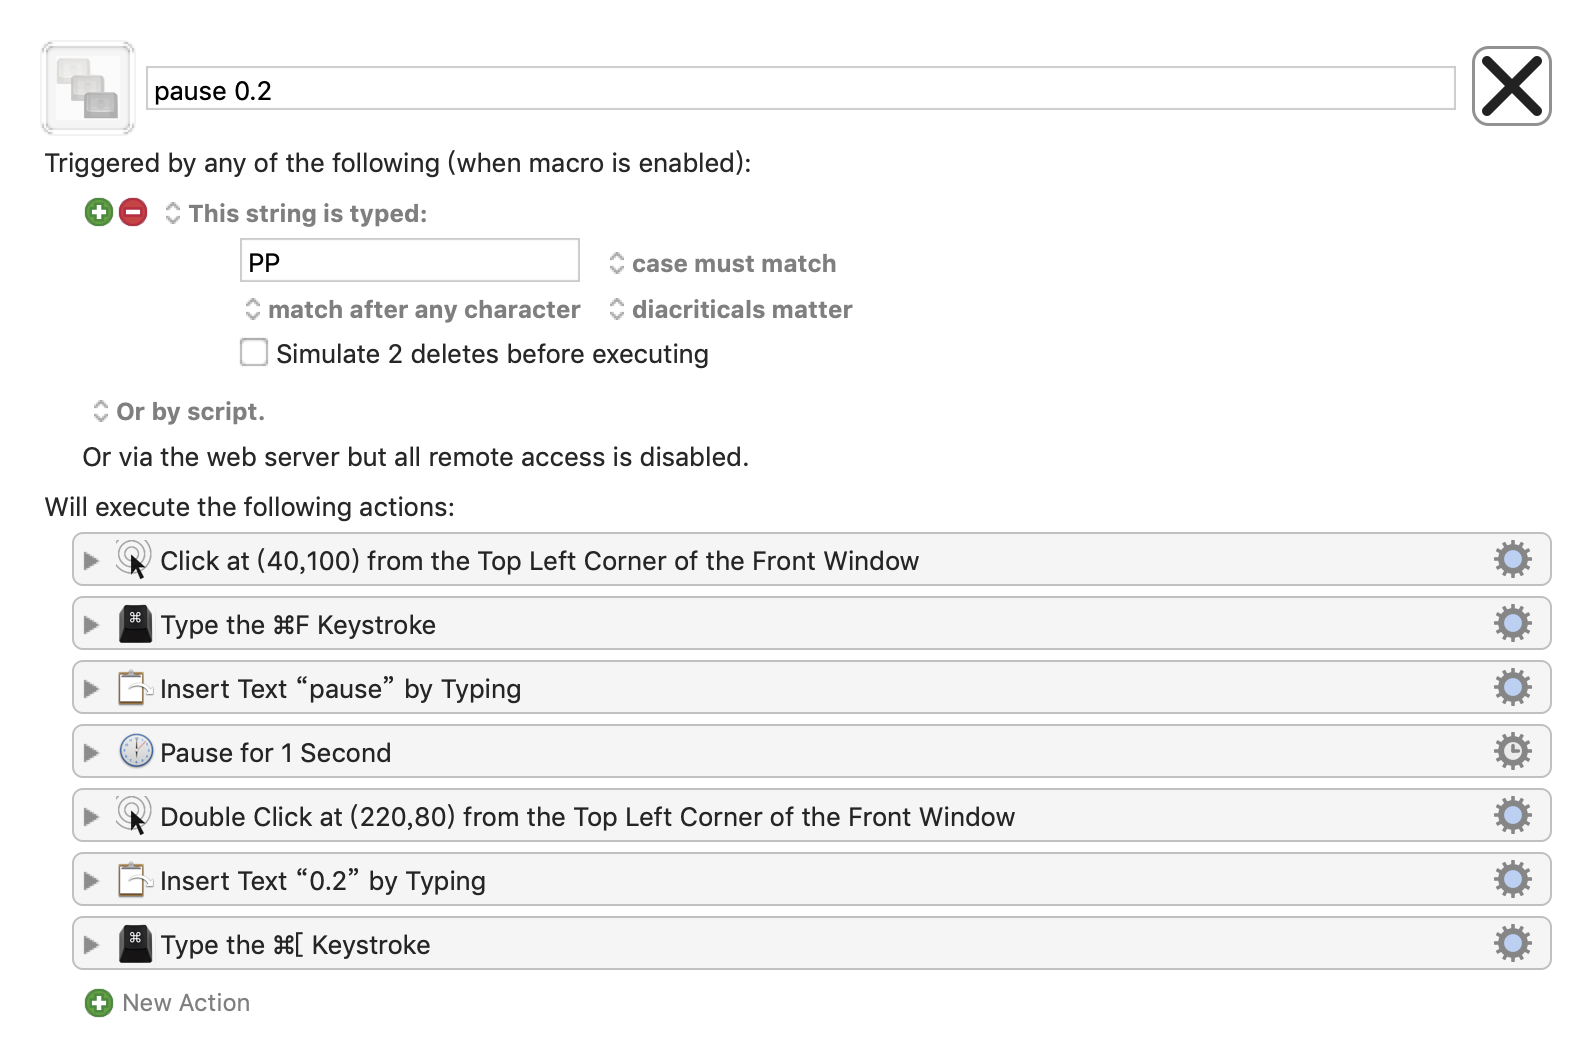 pause 0.2
Triggered by any of the following (when macro is enabled):
This string is typed:
PP case must match
match after any character diacriticals matter
Simulate 2 deletes before executing
Or by script.
Or via the web server but all remote access is disabled.
Will execute the following actions:
Click at (40,100) from the Top Left Corner of the Front Window
⌘ Type the ⌘F Keystroke
Insert Text “pause” by Typing
Pause for 1 Second
Double Click at (220,80) from the Top Left Corner of the Front Window
Insert Text “0.2” by Typing
⌘ Type the ⌘[ Keystroke
New Action